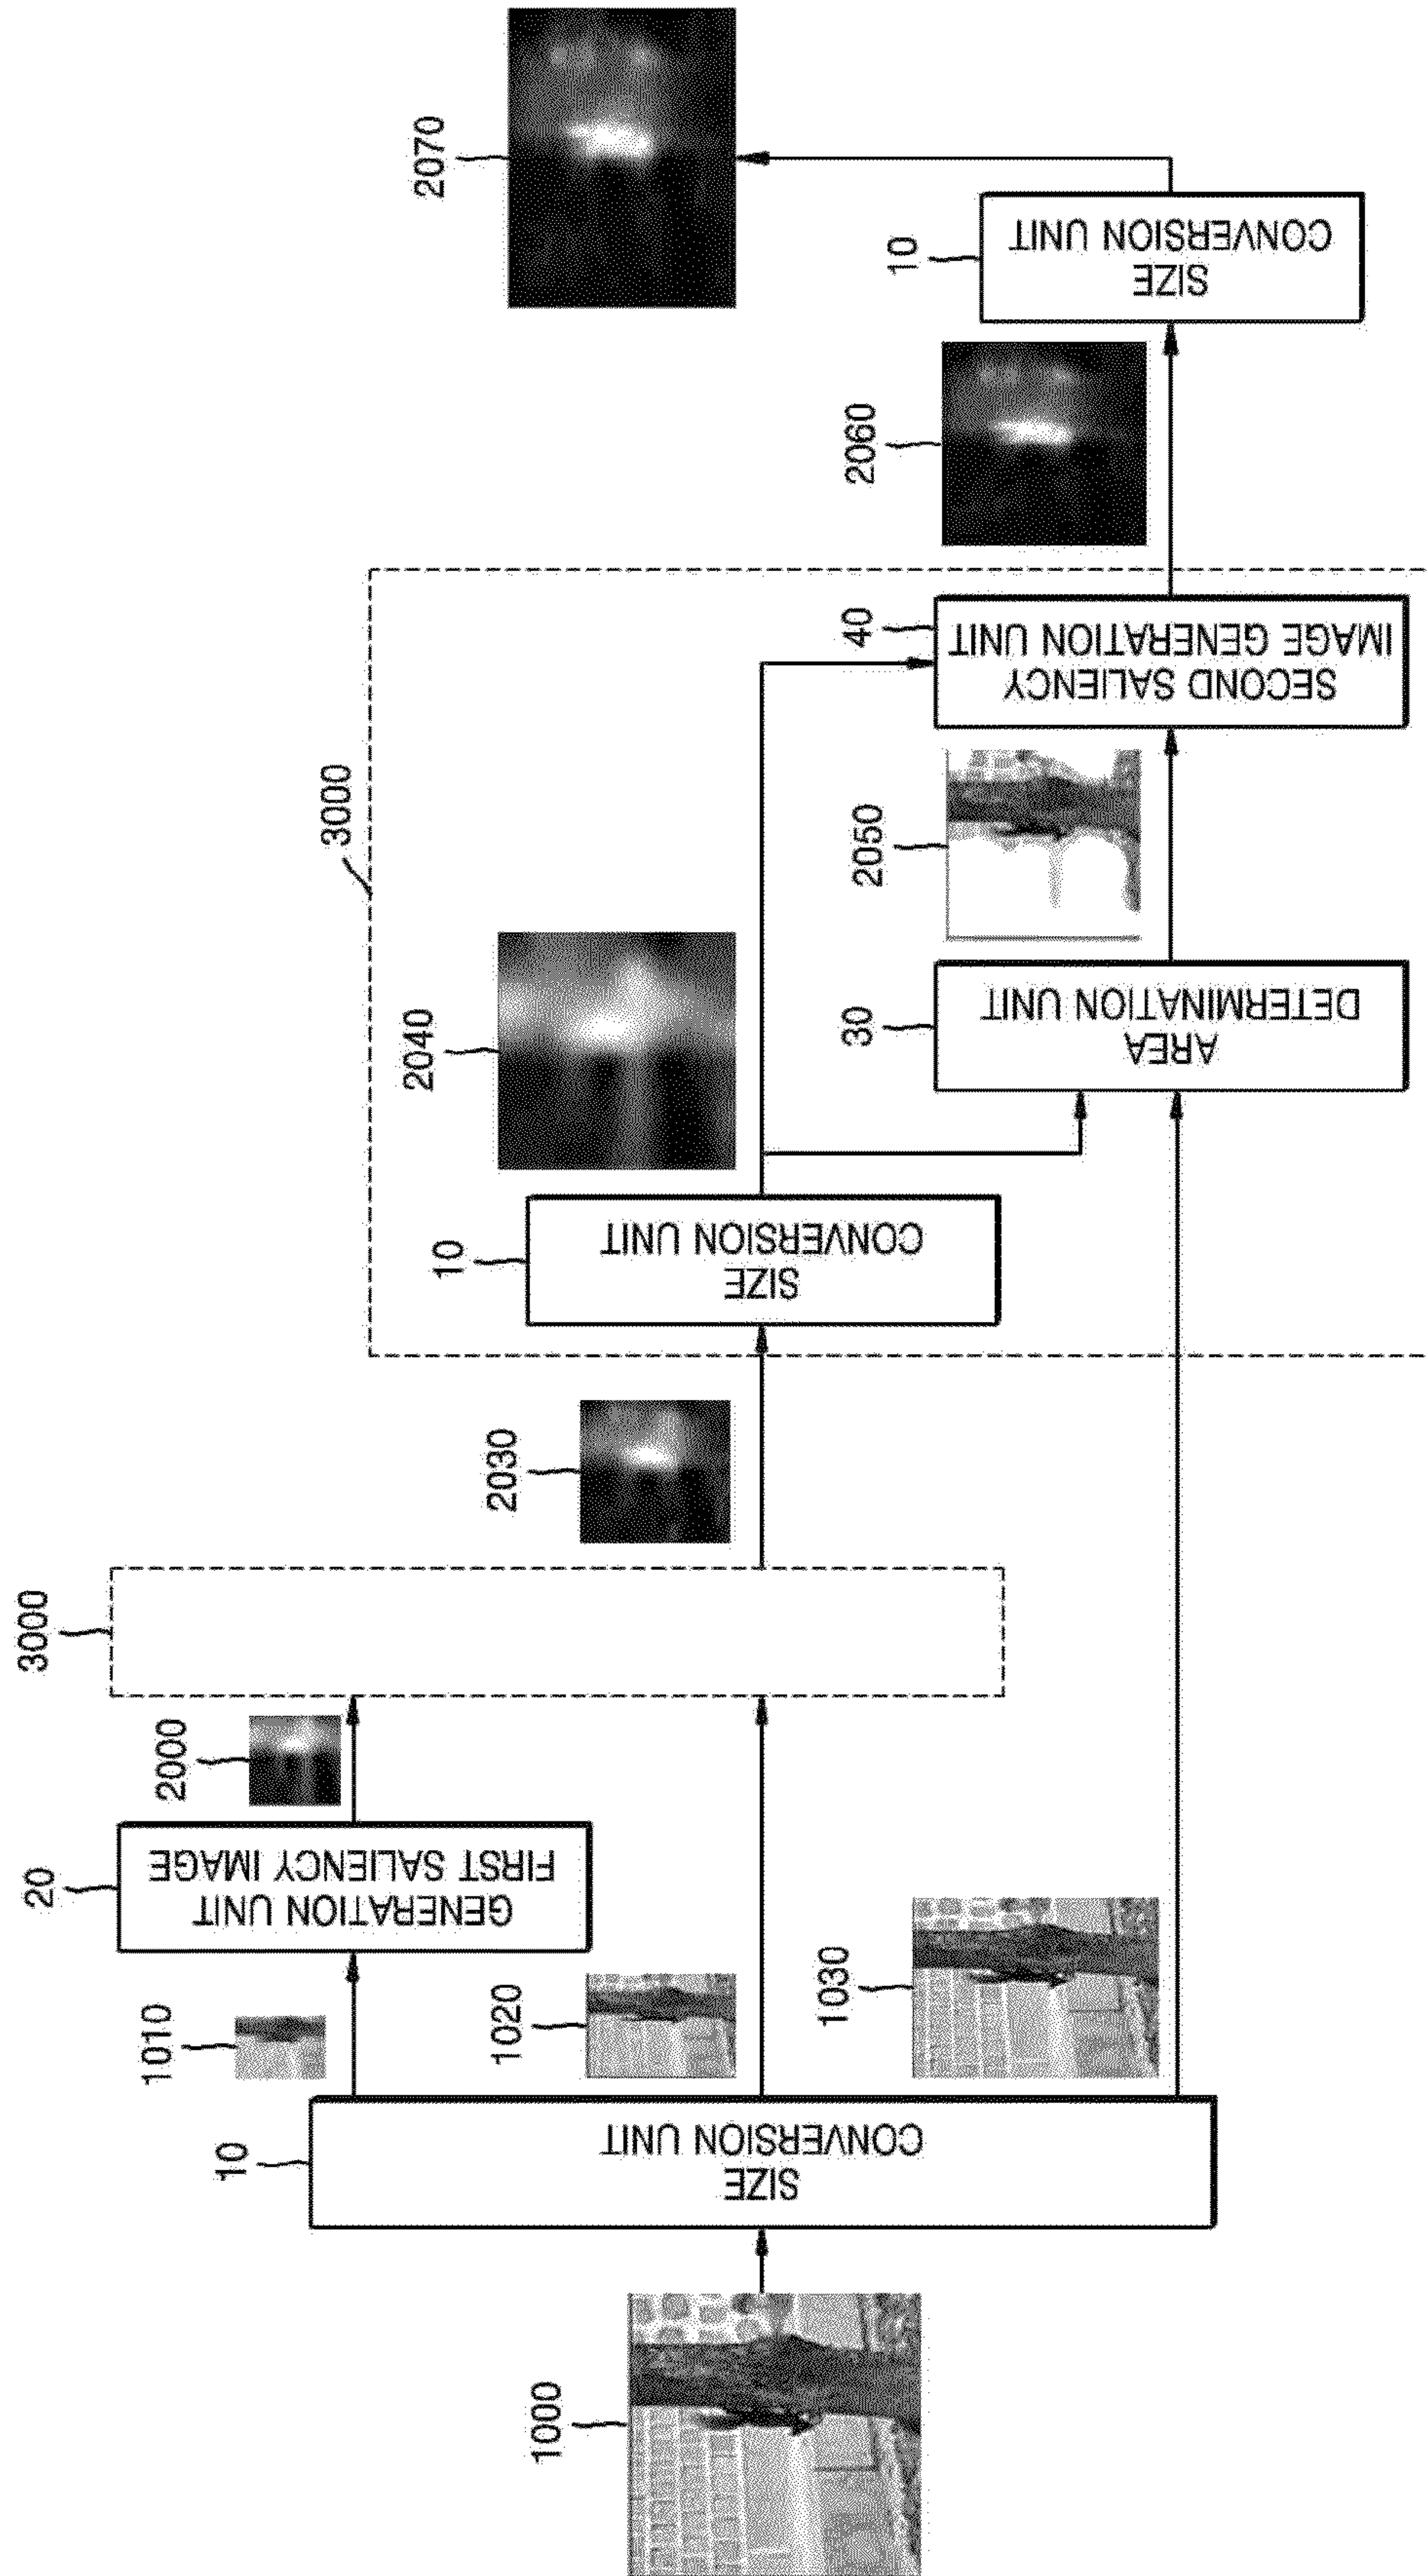 1000
10
SIZE
CONVERSION UNIT
1010
1020
1030
20
FIRST SALIENCY IMAGE
GENERATION UNIT
2000
3000
2030
3000
10
SIZE
CONVERSION UNIT
2040
30
AREA
DETERMINATION UNIT
2050
40
SECOND SALIENCY
IMAGE GENERATION UNIT
2060
10
SIZE
CONVERSION UNIT
2070